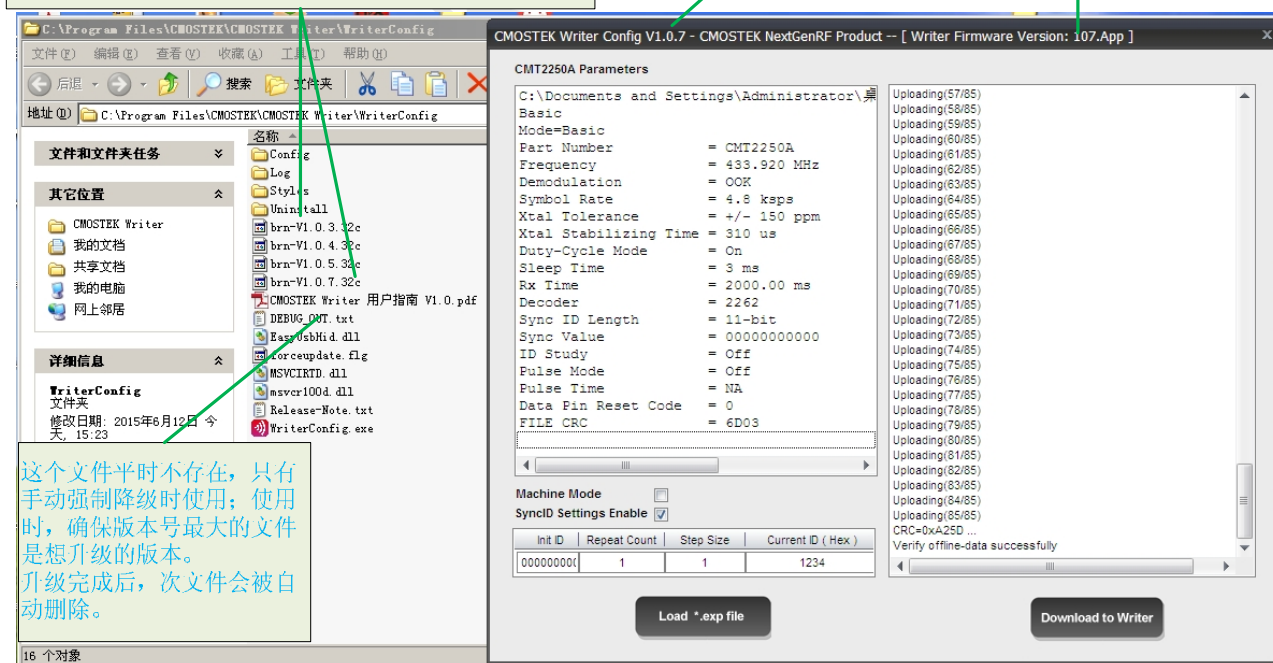 C:\Program Files\CMOSTEK\CMOSTEK Writer\WriterConfig
文件(F) 编辑(E) 查看(V) 收藏(A) 工具(T) 帮助(H)
后退 搜索 文件夹
地址(D) C:\Program Files\CMOSTEK\CMOSTEK Writer\WriterConfig
文件和文件夹任务
其它位置
CMOSTEK Writer
我的文档
共享文档
我的电脑
网上邻居
详细信息
WriterConfig
文件夹
修改日期: 2015年6月12日 今
天, 15:23
名称
Config
Log
Styles
Uninstall
brn-V1.0.3.32c
brn-V1.0.4.32c
brn-V1.0.5.32c
brn-V1.0.7.32c
CMOSTEK Writer 用户指南 V1.0.pdf
DEBUG_OUT.txt
EasyUsbHid.dll
forceupdate.flg
MSVCIRTD.dll
msvcr100d.dll
Release-Note.txt
WriterConfig.exe
这个文件平时不存在，只有
手动强制降级时使用；使用
时，确保版本号最大的文件
是想升级的版本。
升级完成后，次文件会被自
动删除。
16 个对象
CMOSTEK Writer Config V1.0.7 - CMOSTEK NextGenRF Product -- [ Writer Firmware Version: 107.App ]
X
CMT2250A Parameters
C:\Documents and Settings\Administrator\桌
Basic
Mode=Basic
Part Number = CMT2250A
Frequency = 433.920 MHz
Demodulation = OOK
Symbol Rate = 4.8 ksps
Xtal Tolerance = +/- 150 ppm
Xtal Stabilizing Time = 310 us
Duty-Cycle Mode = On
Sleep Time = 3 ms
Rx Time = 2000.00 ms
Decoder = 2262
Sync ID Length = 11-bit
Sync Value = 00000000000
ID Study = Off
Pulse Mode = Off
Pulse Time = NA
Data Pin Reset Code = 0
FILE CRC = 6D03
Machine Mode
SyncID Settings Enable
Init ID Repeat Count Step Size Current ID ( Hex )
00000000 1 1 1234
Load *.exp file
Uploading(57/85)
Uploading(58/85)
Uploading(59/85)
Uploading(60/85)
Uploading(61/85)
Uploading(62/85)
Uploading(63/85)
Uploading(64/85)
Uploading(65/85)
Uploading(66/85)
Uploading(67/85)
Uploading(68/85)
Uploading(69/85)
Uploading(70/85)
Uploading(71/85)
Uploading(72/85)
Uploading(73/85)
Uploading(74/85)
Uploading(75/85)
Uploading(76/85)
Uploading(77/85)
Uploading(78/85)
Uploading(79/85)
Uploading(80/85)
Uploading(81/85)
Uploading(82/85)
Uploading(83/85)
Uploading(84/85)
Uploading(85/85)
CRC=0xA25D ...
Verify offline-data successfully
Download to Writer